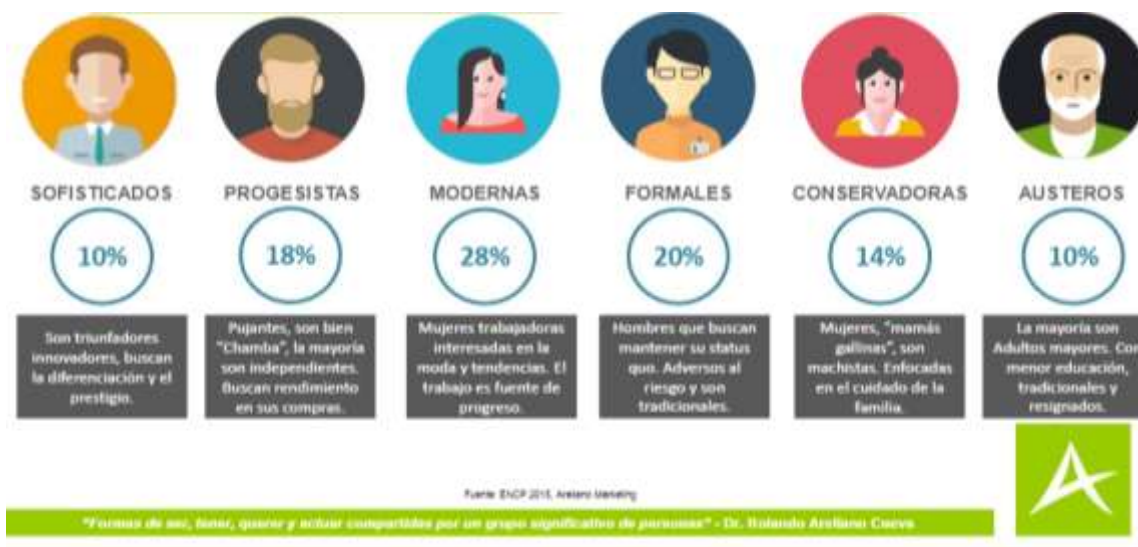 SOFISTICADOS
10%
Son triunfadores
innovadores, buscan
la diferenciación y el
prestigio.
PROGESISTAS
18%
Pujantes, son bien
"Chamba", la mayoría
son independientes.
Buscan rendimiento
en sus compras.
MODERNAS
28%
Mujeres trabajadoras
interesadas en la
moda y tendencias. El
trabajo es fuente de
progreso.
FORMALES
20%
Hombres que buscan
mantener su status
quo. Adversos al
riesgo y son
tradicionales.
CONSERVADORAS
14%
Mujeres, "mamás
gallinas", son
machistas. Enfocadas
en el cuidado de la
familia.
AUSTEROS
10%
La mayoría son
Adultos mayores. Con
menor educación,
tradicionales y
resignados.
Fuente: ENCP 2015, Arellano Marketing
"Formas de ser, tener, querer y actuar compartidas por un grupo significativo de personas" - Dr. Rolando Arellano Cueva